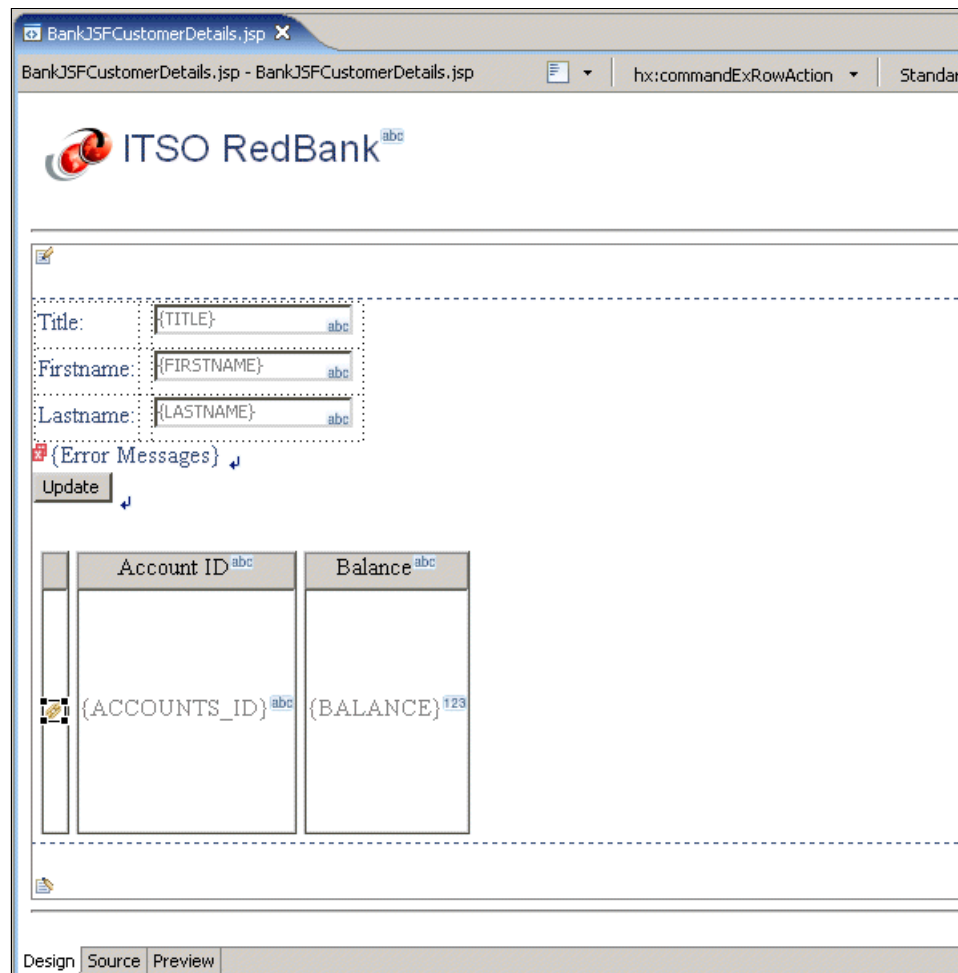 BankJSFCustomerDetails.jsp
BankJSFCustomerDetails.jsp - BankJSFCustomerDetails.jsp hx:commandExRowAction Standar
ITSO RedBank abc
Title: {TITLE} abc
Firstname: {FIRSTNAME} abc
Lastname: {LASTNAME} abc
{Error Messages}
Update
Account ID abc Balance abc
{ACCOUNTS_ID} abc {BALANCE} 123
Design Source Preview